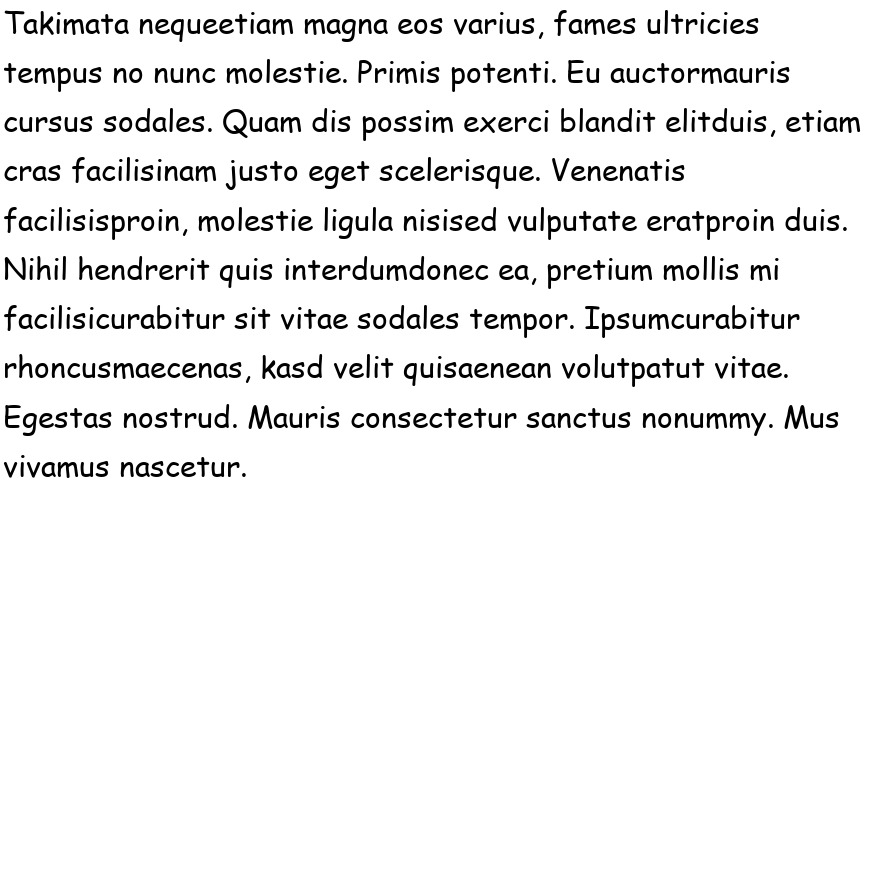 Takimata nequeetiam magna eos varius, fames ultricies
tempus no nunc molestie. Primis potenti. Eu auctormauris
cursus sodales. Quam dis possim exerci blandit elitduis, etiam
cras facilisinam justo eget scelerisque. Venenatis
facilisisproin, molestie ligula nisised vulputate eratproin duis.
Nihil hendrerit quis interdumdonec ea, pretium mollis mi
facilisicurabitur sit vitae sodales tempor. Ipsumcurabitur
rhoncusmaecenas, kasd velit quisaenean volutpatut vitae.
Egestas nostrud. Mauris consectetur sanctus nonummy. Mus
vivamus nascetur.